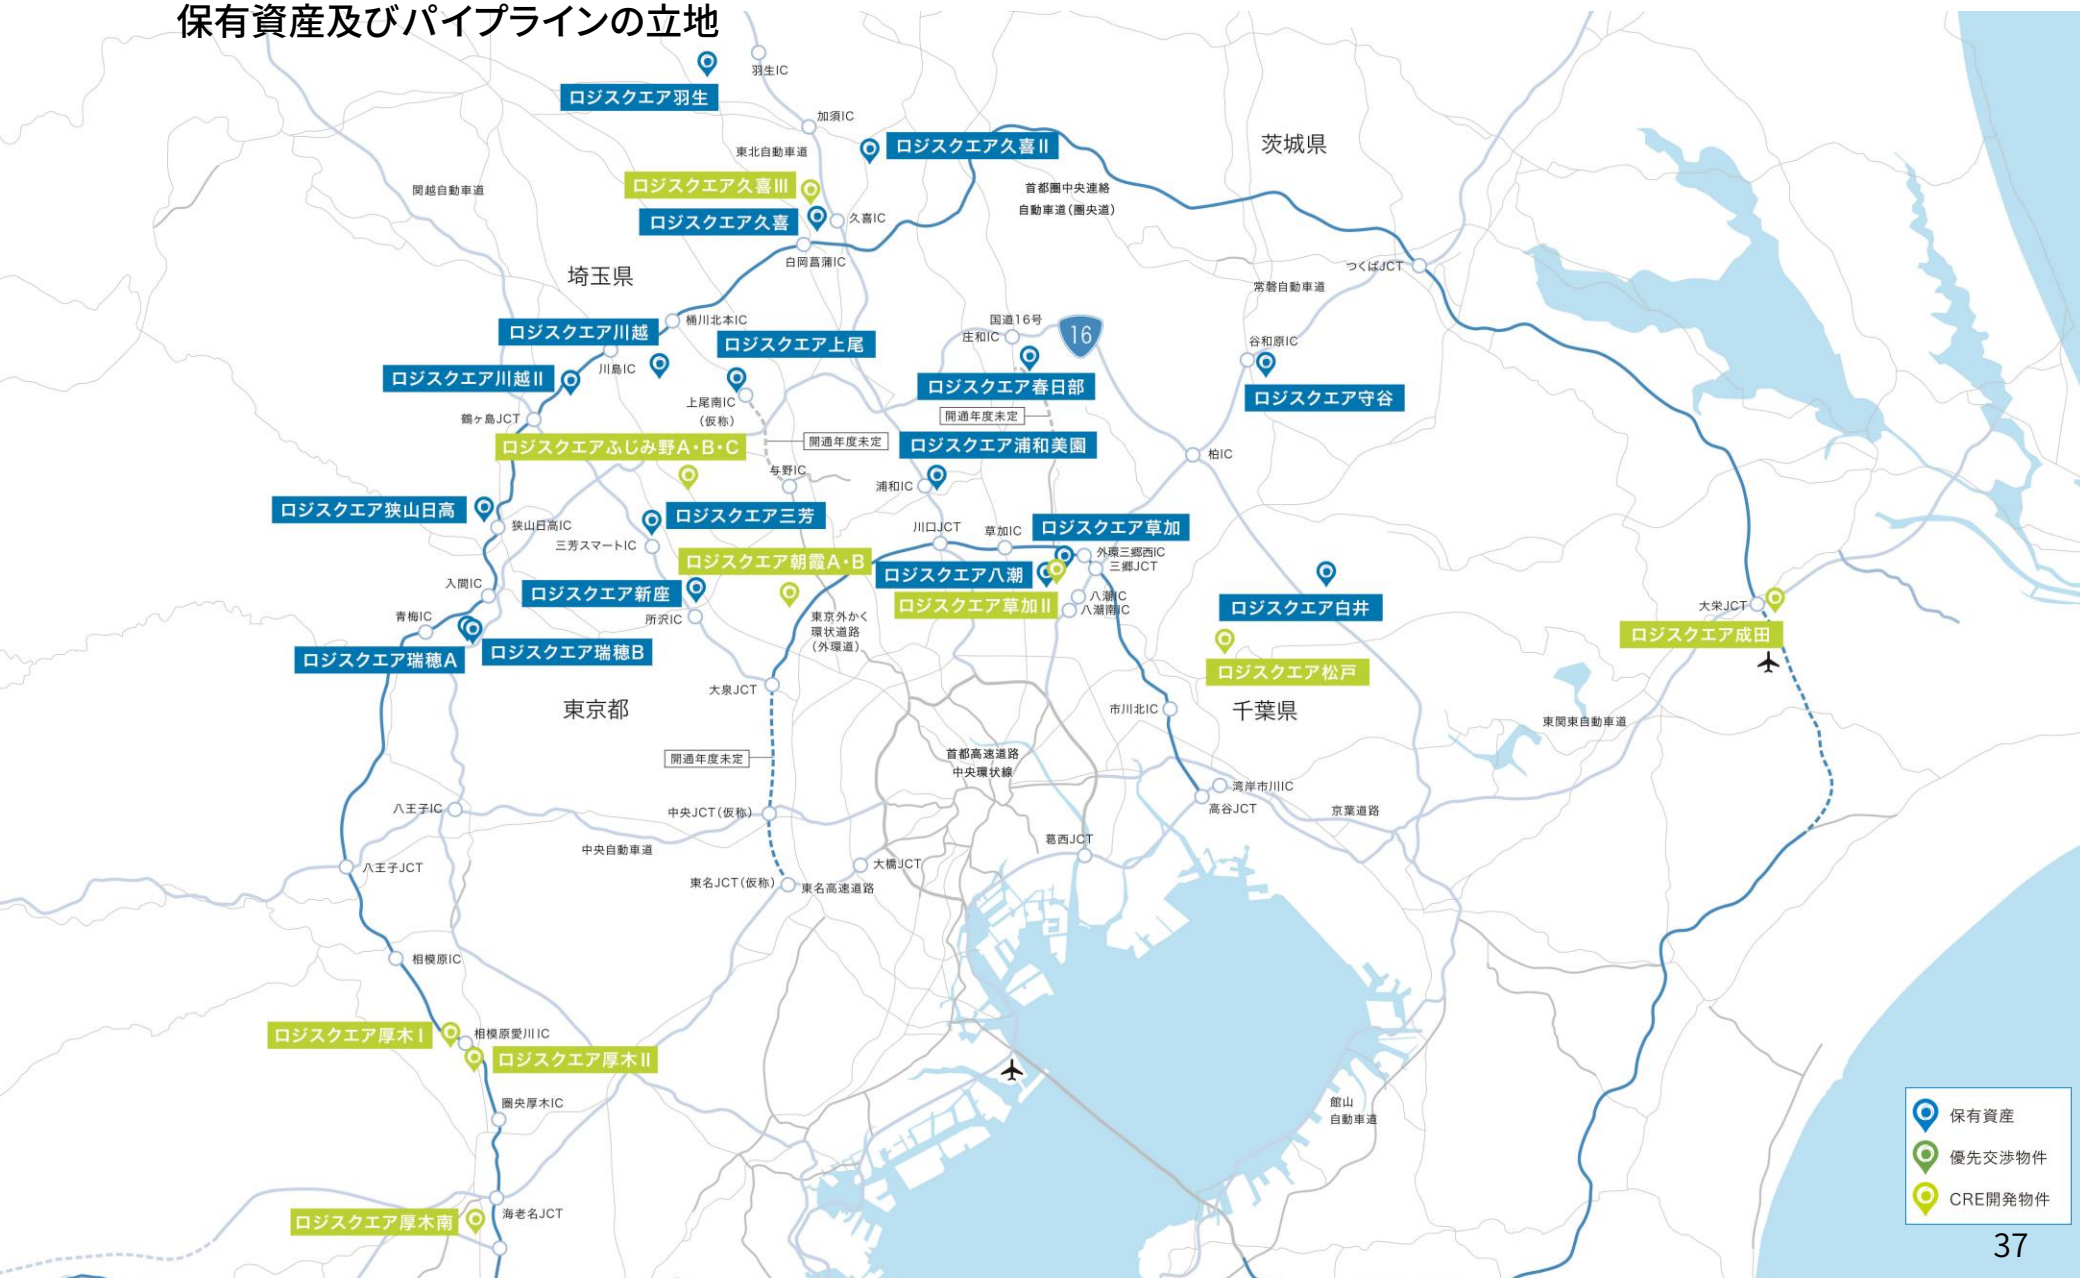 保有資産及びパイプラインの立地
羽生IC
ロジスクエア羽生
加須IC
東北自動車道
ロジスクエア久喜Ⅱ
茨城県
関越自動車道
ロジスクエア久喜Ⅲ
首都圏中央連絡
自動車道(圏央道)
ロジスクエア久喜
久喜IC
白岡菖蒲IC
埼玉県
つくばJCT
常磐自動車道
ロジスクエア川越
桶川北本IC
ロジスクエア上尾
国道16号
庄和IC
16
谷和原IC
川島IC
ロジスクエア川越Ⅱ
ロジスクエア春日部
ロジスクエア守谷
上尾南IC
(仮称)
鶴ヶ島JCT
開通年度未定
開通年度未定
ロジスクエアふじみ野A・B・C
ロジスクエア浦和美園
柏IC
与野IC
浦和IC
ロジスクエア狭山日高
ロジスクエア三芳
狭山日高IC
三芳スマートIC
川口JCT
草加IC
ロジスクエア草加
外環三郷西IC
三郷JCT
ロジスクエア朝霞A・B
ロジスクエア八潮
入間IC
ロジスクエア新座
八潮IC
八潮南IC
ロジスクエア草加Ⅱ
ロジスクエア白井
大栄JCT
青梅IC
所沢IC
東京外かく
環状道路
(外環道)
ロジスクエア成田
ロジスクエア瑞穂A
ロジスクエア瑞穂B
ロジスクエア松戸
大泉JCT
東京都
市川北IC
千葉県
東関東自動車道
開通年度未定
首都高速道路
中央環状線
湾岸市川IC
高谷JCT
京葉道路
八王子IC
中央JCT(仮称)
中央自動車道
葛西JCT
八王子JCT
大橋JCT
東名JCT(仮称)
東名高速道路
相模原IC
ロジスクエア厚木Ⅰ
相模原愛川IC
ロジスクエア厚木Ⅱ
圏央厚木IC
館山
自動車道
保有資産
優先交渉物件
CRE開発物件
ロジスクエア厚木南
海老名JCT
37